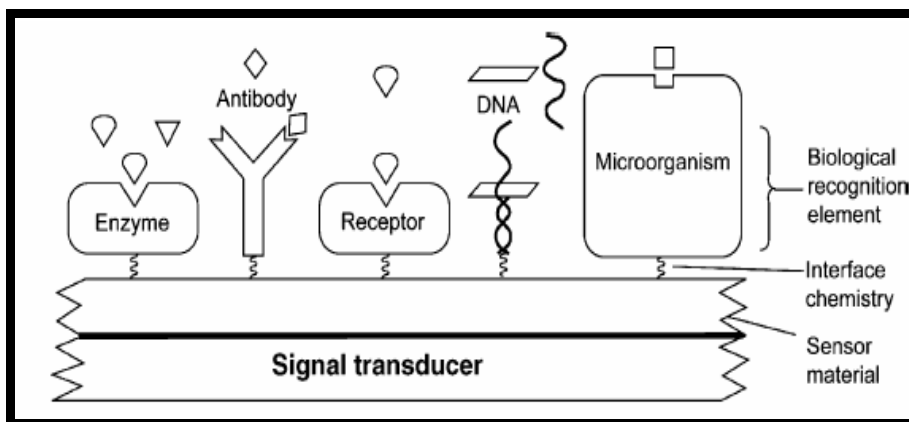 Antibody
DNA
Microorganism
Enzyme
Receptor
Biological
recognition
element
Interface
chemistry
Sensor
material
Signal transducer